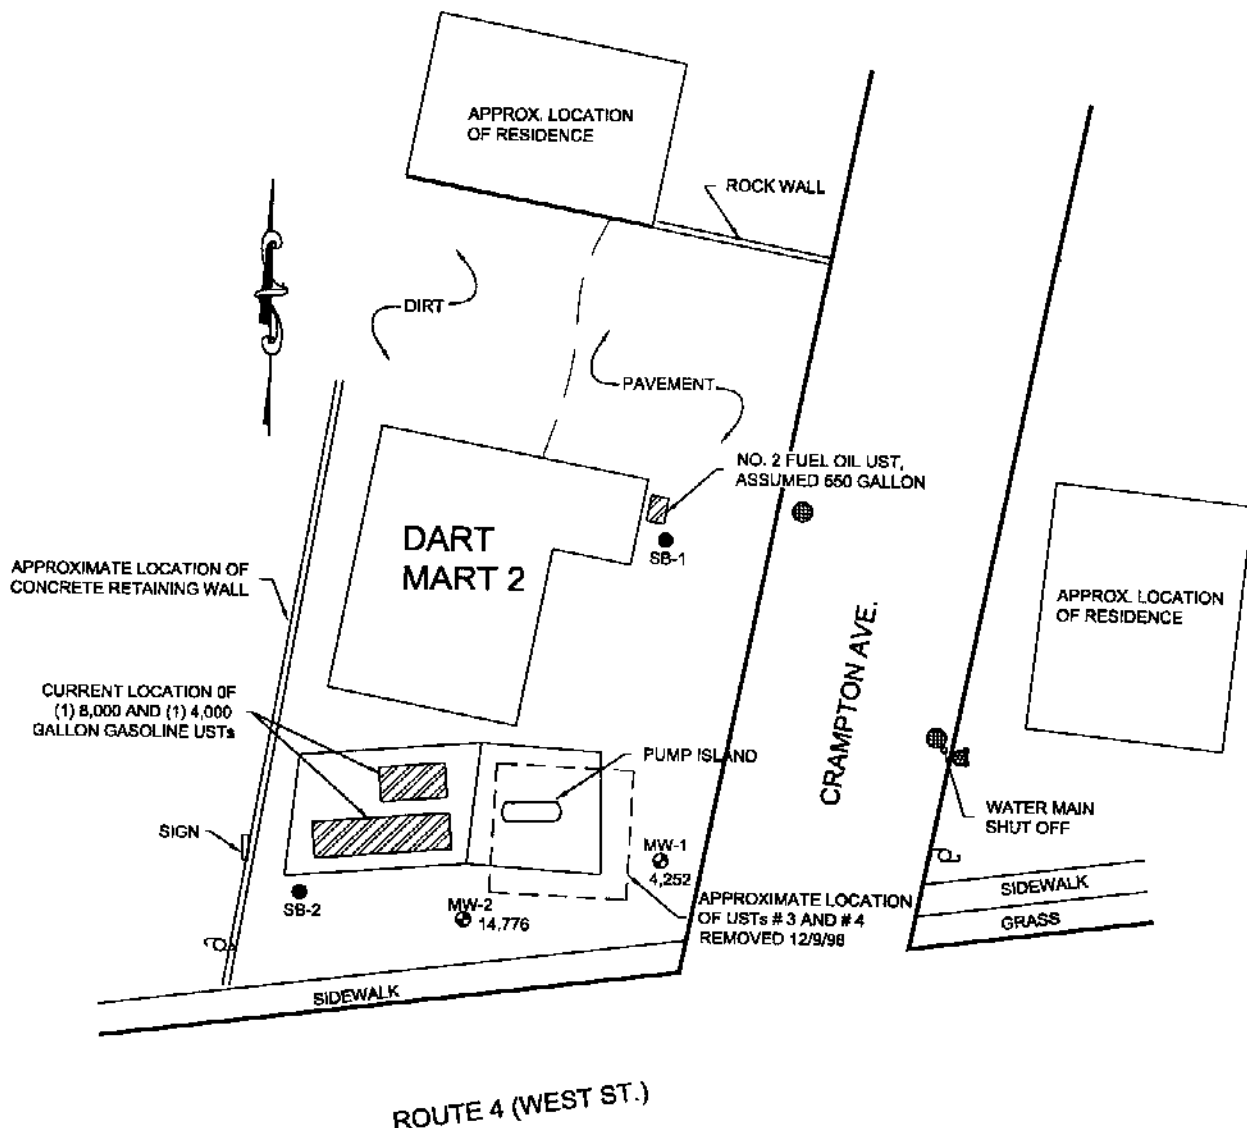 APPROX. LOCATION
OF RESIDENCE
ROCK WALL
DIRT
PAVEMENT
NO. 2 FUEL OIL UST,
ASSUMED 550 GALLON
DART
MART 2
SB-1
APPROXIMATE LOCATION OF
CONCRETE RETAINING WALL
APPROX. LOCATION
OF RESIDENCE
CRAMPTON AVE.
CURRENT LOCATION OF
(1) 8,000 AND (1) 4,000
GALLON GASOLINE USTs
PUMP ISLAND
WATER MAIN
SHUT OFF
SIGN
MW-1
4,252
SB-2
MW-2
14,776
APPROXIMATE LOCATION
OF USTs # 3 AND # 4
REMOVED 12/9/98
SIDEWALK
GRASS
SIDEWALK
ROUTE 4 (WEST ST.)